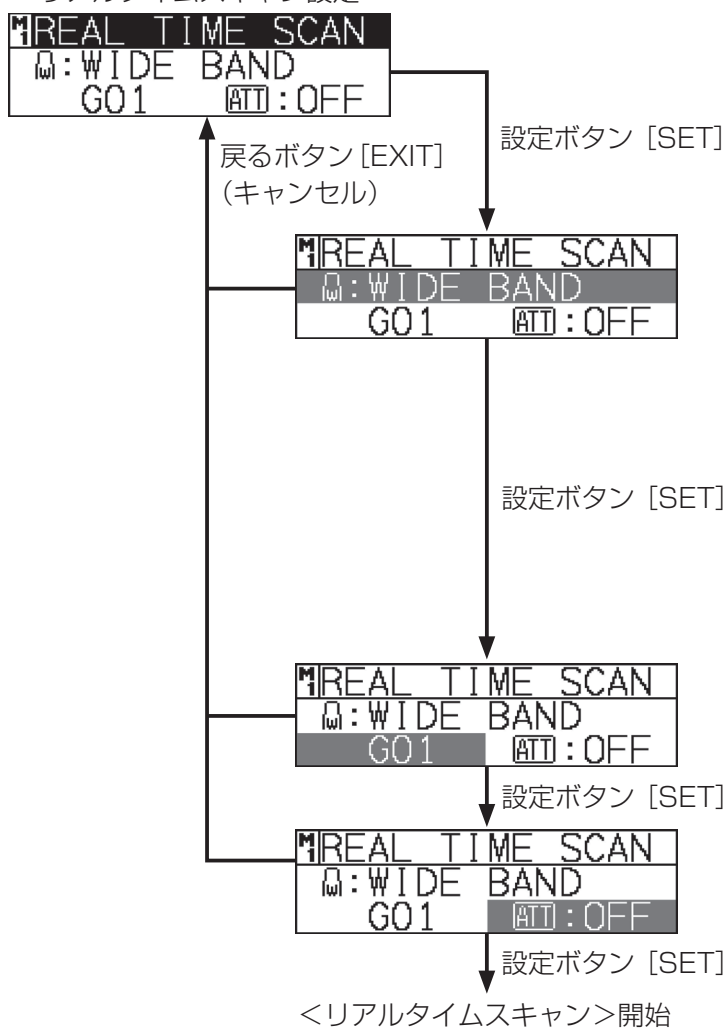 M1 REAL TIME SCAN
:WIDE BAND
G01 ATT:OFF
設定ボタン [SET]
戻るボタン[EXIT]
(キャンセル)
M1 REAL TIME SCAN
:WIDE BAND
G01 ATT:OFF
設定ボタン [SET]
M1 REAL TIME SCAN
:WIDE BAND
G01 ATT:OFF
設定ボタン [SET]
M1 REAL TIME SCAN
:WIDE BAND
G01 ATT:OFF
設定ボタン [SET]
<リアルタイムスキャン>開始